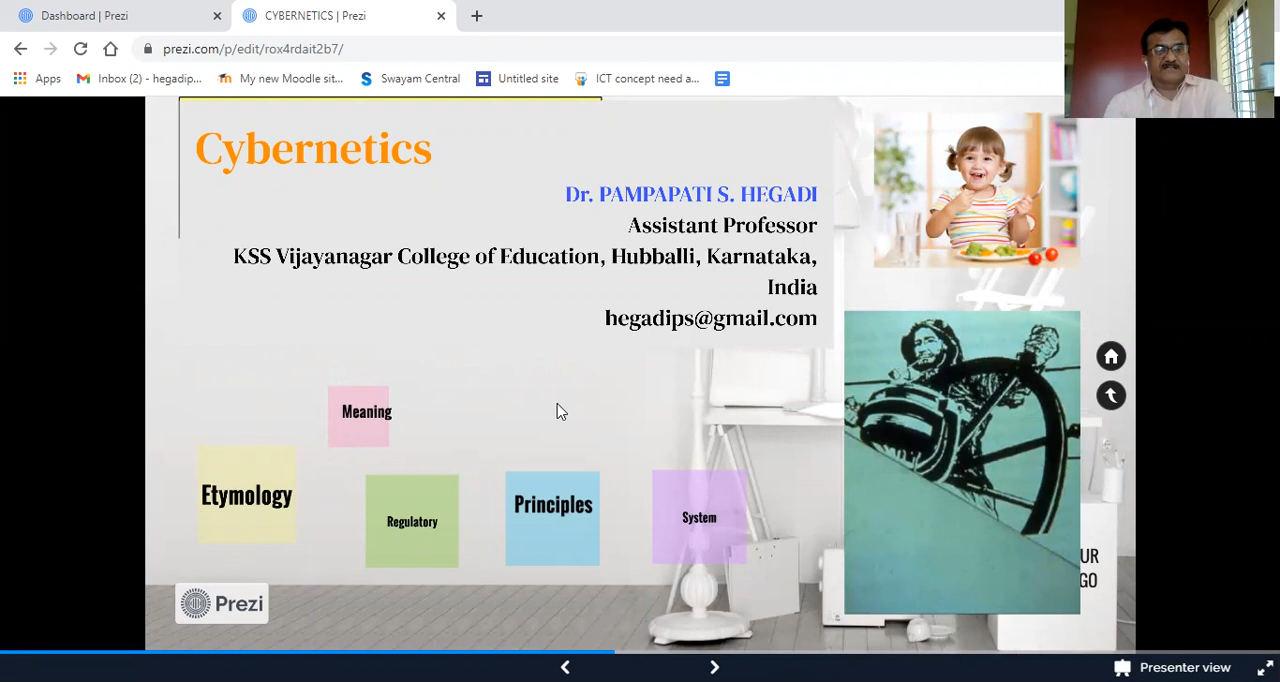 Dashboard | Prezi
CYBERNETICS | Prezi
prezi.com/p/edit/rox4rdait2b7/
Apps
Inbox (2) - hegadip...
My new Moodle sit...
Swayam Central
Untitled site
ICT concept need a...
Cybernetics
Dr. PAMPAPATI S. HEGADI
Assistant Professor
KSS Vijayanagar College of Education, Hubballi, Karnataka,
India
hegadips@gmail.com
Meaning
Etymology
Regulatory
Principles
System
UR
GO
Prezi
Presenter view